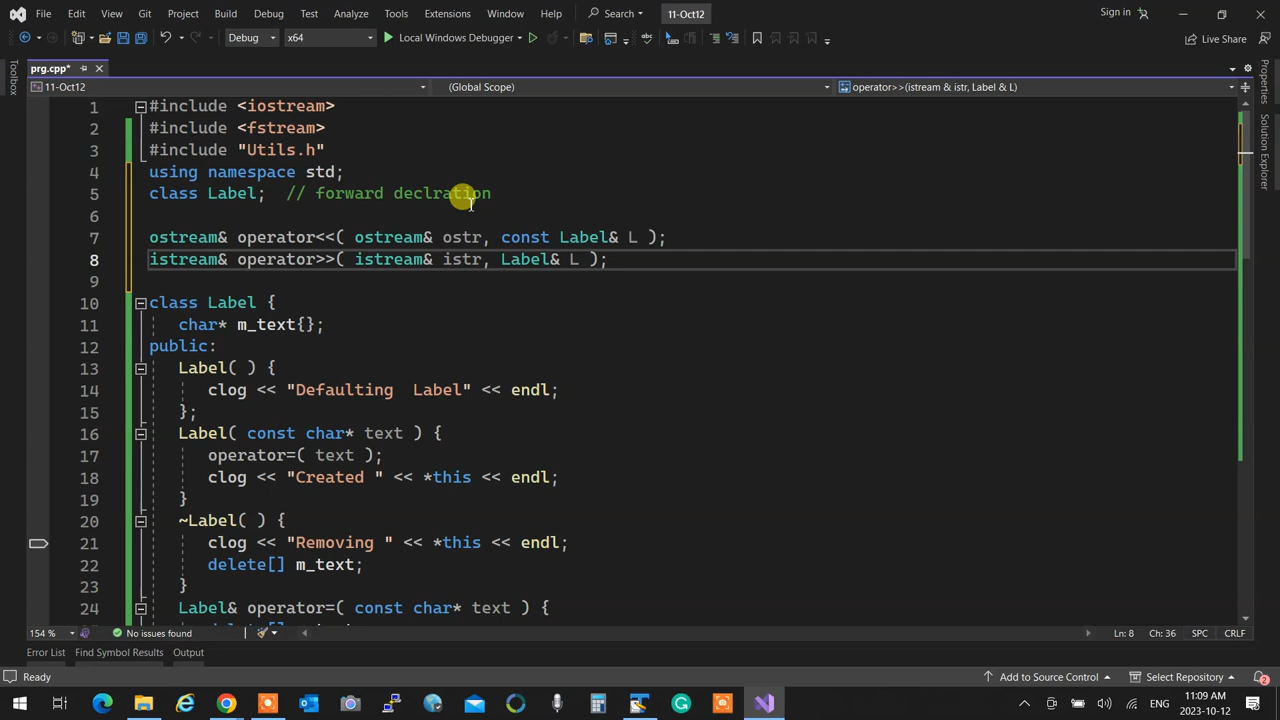 File Edit View Git Project Build Debug Test Analyze Tools Extensions Window Help Search 11-Oct12 Sign in
Debug x64 Local Windows Debugger Live Share
prg.cpp*
11-Oct12 (Global Scope) operator>>(istream & istr, Label & L)
Toolbox
Properties
Solution Explorer
1 #include <iostream>
2 #include <fstream>
3 #include "Utils.h"
4 using namespace std;
5 class Label;  // forward declration
6
7 ostream& operator<<( ostream& ostr, const Label& L );
8 istream& operator>>( istream& istr, Label& L );
9
10 class Label {
11    char* m_text{};
12 public:
13    Label( ) {
14       clog << "Defaulting  Label" << endl;
15    };
16    Label( const char* text ) {
17       operator=( text );
18       clog << "Created " << *this << endl;
19    }
20    ~Label( ) {
21       clog << "Removing " << *this << endl;
22       delete[] m_text;
23    }
24    Label& operator=( const char* text ) {
154 % No issues found Ln: 8 Ch: 36 SPC CRLF
Error List Find Symbol Results Output
Ready Add to Source Control Select Repository 2
ENG 11:09 AM
2023-10-12